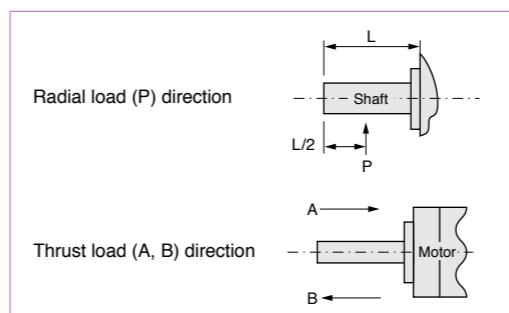 L
Radial load (P) direction
Shaft
L/2
P
A
Thrust load (A, B) direction
Motor
B